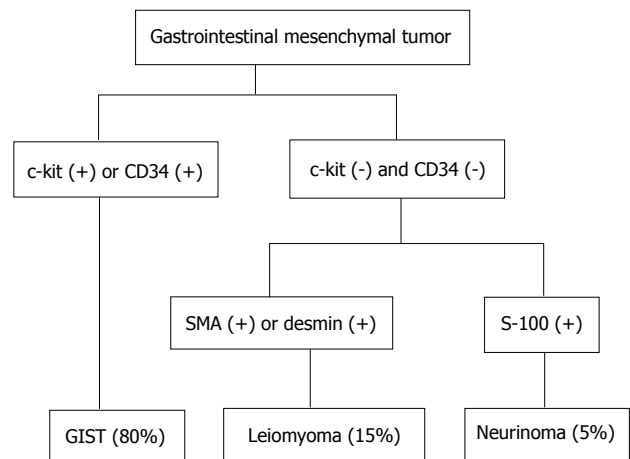 Gastrointestinal mesenchymal tumor
c-kit (+) or CD34 (+)
c-kit (-) and CD34 (-)
SMA (+) or desmin (+)
S-100 (+)
GIST (80%)
Leiomyoma (15%)
Neurinoma (5%)